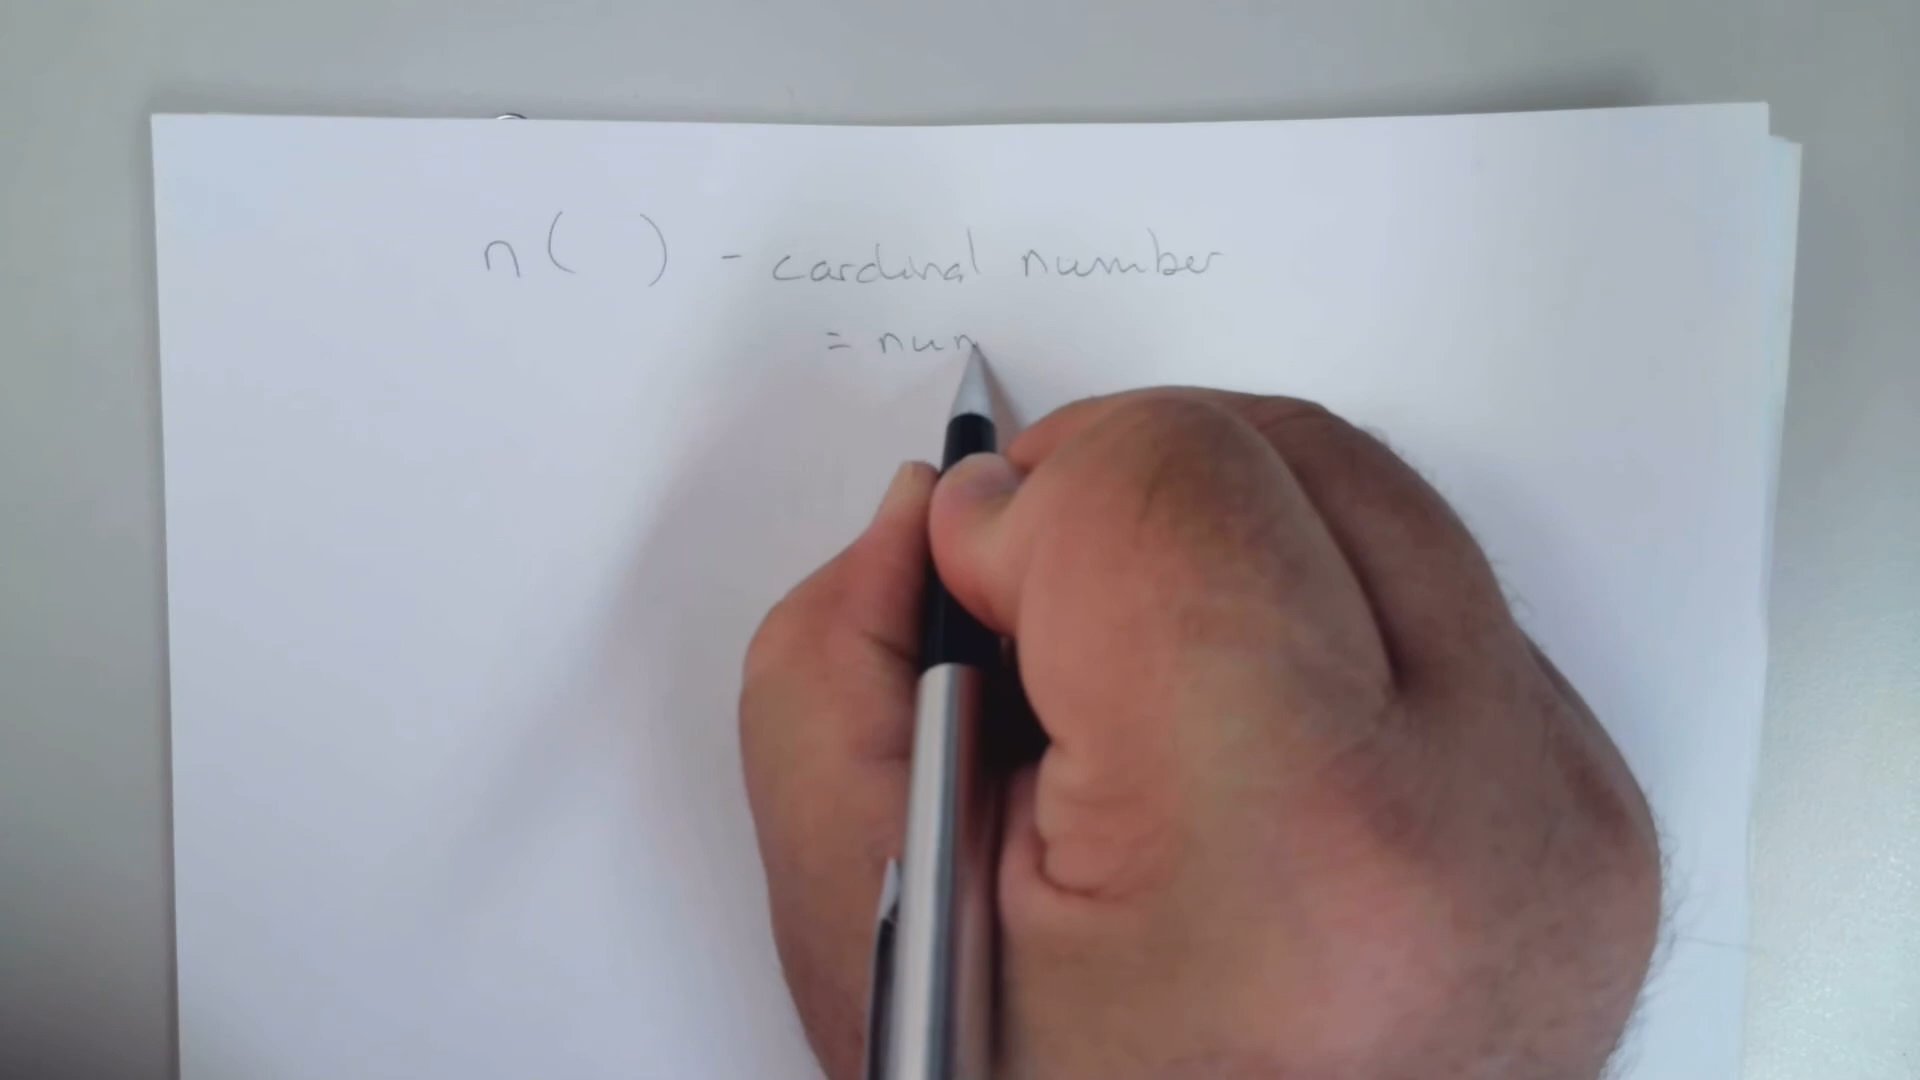 n( ) - cardinal number
= num